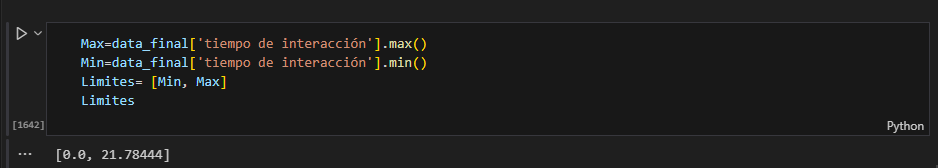 Max=data_final['tiempo de interacción'].max()
Min=data_final['tiempo de interacción'].min()
Limites= [Min, Max]
Limites
[1642]
Python
... [0.0, 21.78444]